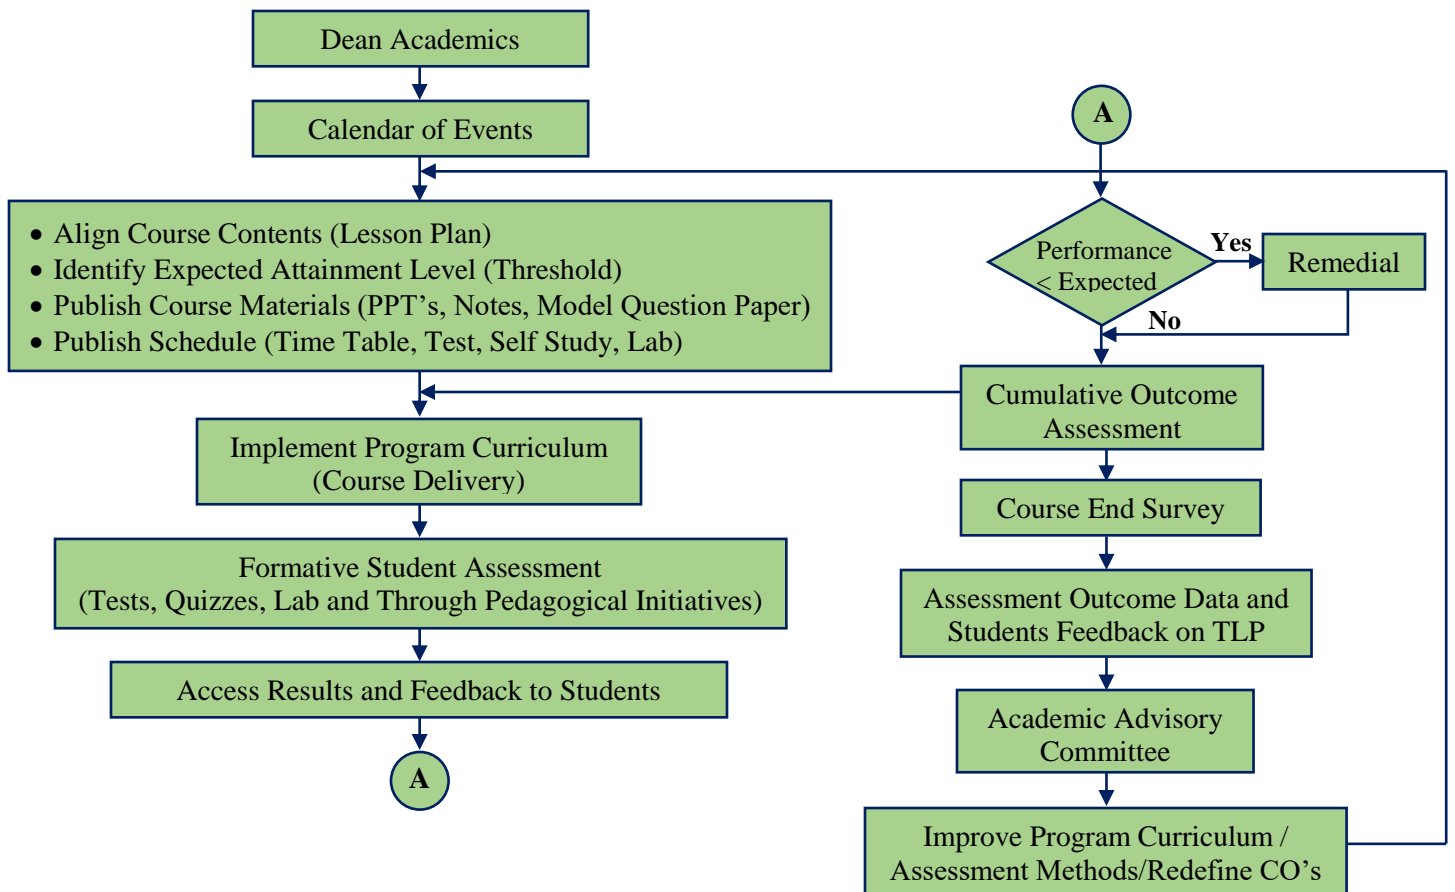 Dean Academics
Calendar of Events
• Align Course Contents (Lesson Plan)
• Identify Expected Attainment Level (Threshold)
• Publish Course Materials (PPT’s, Notes, Model Question Paper)
• Publish Schedule (Time Table, Test, Self Study, Lab)
Implement Program Curriculum
(Course Delivery)
Formative Student Assessment
(Tests, Quizzes, Lab and Through Pedagogical Initiatives)
Access Results and Feedback to Students
A
A
Performance
< Expected
Yes
Remedial
No
Cumulative Outcome
Assessment
Course End Survey
Assessment Outcome Data and
Students Feedback on TLP
Academic Advisory
Committee
Improve Program Curriculum /
Assessment Methods/Redefine CO’s